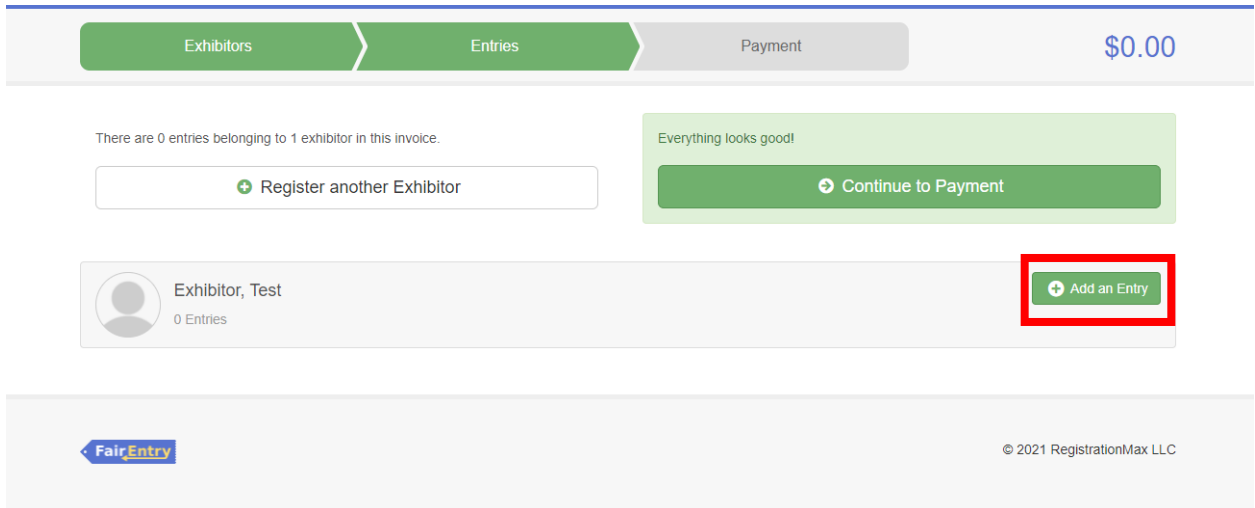 Exhibitors
Entries
Payment
$0.00
There are 0 entries belonging to 1 exhibitor in this invoice.
Register another Exhibitor
Everything looks good!
Continue to Payment
Exhibitor, Test
0 Entries
Add an Entry
FairEntry
© 2021 RegistrationMax LLC